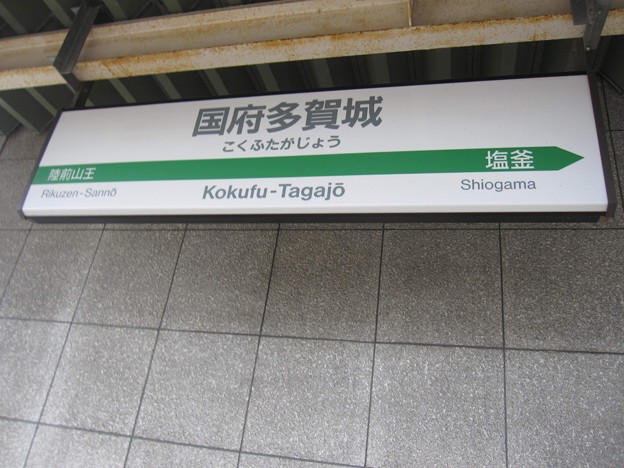 国府多賀城
こくふたがじょう
陸前山王
塩釜
Rikuzen-Sannō
Kokufu-Tagajō
Shiogama